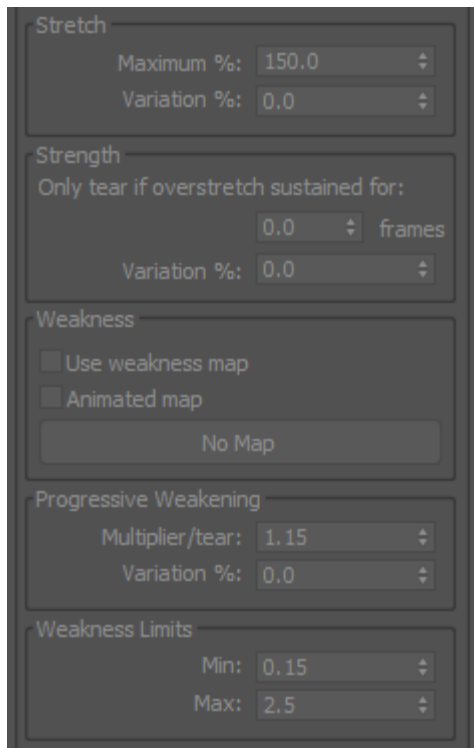 Stretch
Maximum %: 150.0
Variation %: 0.0
Strength
Only tear if overstretch sustained for:
0.0 frames
Variation %: 0.0
Weakness
Use weakness map
Animated map
No Map
Progressive Weakening
Multiplier/tear: 1.15
Variation %: 0.0
Weakness Limits
Min: 0.15
Max: 2.5